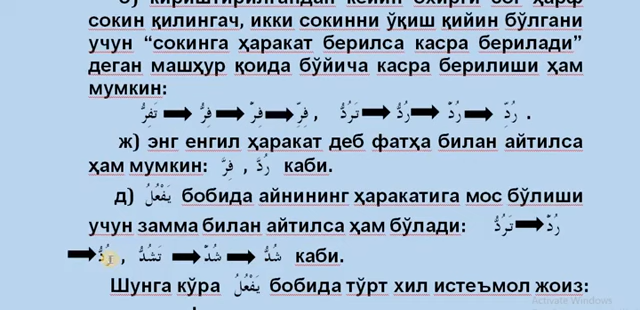 сокин қилингач, икки сокинни ўқиш қийин бўлгани
учун “сокинга ҳаракат берилса касра берилади”
деган машҳур қоида бўйича касра берилиши ҳам
мумкин:
تَفِرُّ ➡ فِرُّ ➡ فِرّْ ➡ فِرِّ , تَرُدُّ ➡ رُدُّ ➡ رُدّْ ➡ رُدِّ .
ж) энг енгил ҳаракат деб фатҳа билан айтилса
ҳам мумкин: فِرَّ , رُدَّ каби.
д) يَفْعُلُ бобида айнининг ҳаракатига мос бўлиши
учун замма билан айтилса ҳам бўлади: تَرُدُّ ➡ رُدّْ
➡ رُدُّ , تَشُدُّ ➡ شُدّْ ➡ شُدُّ каби.
Шунга кўра يَفْعُلُ бобида тўрт хил истеъмол жоиз:
Activate Windows